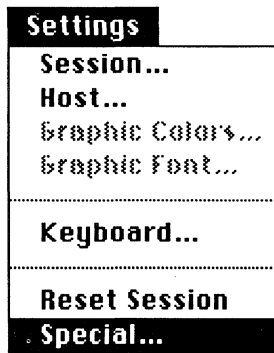 Settings
Session...
Host...
Graphic Colors...
Graphic Font...
Keyboard...
Reset Session
Special...